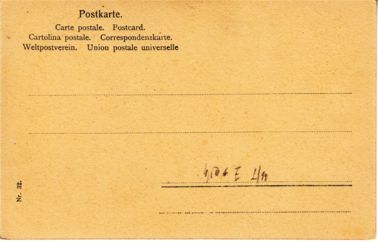 Postkarte.
Carte postale. Postcard.
Cartolina postale. Correspondenzkarte.
Weltpostverein. Union postale universelle
Nr. 32.